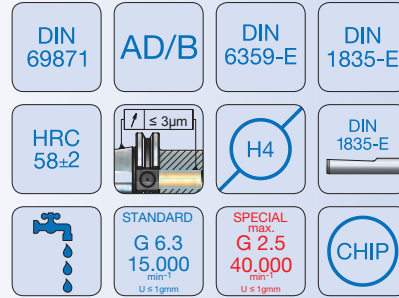 DIN
69871
AD/B
DIN
6359-E
DIN
1835-E
HRC
58±2
↗ ≤ 3µm
H4
DIN
1835-E
STANDARD
G 6.3
15.000
min⁻¹
U ≤ 1gmm
SPECIAL
max.
G 2.5
40.000
min⁻¹
U ≤ 1gmm
CHIP